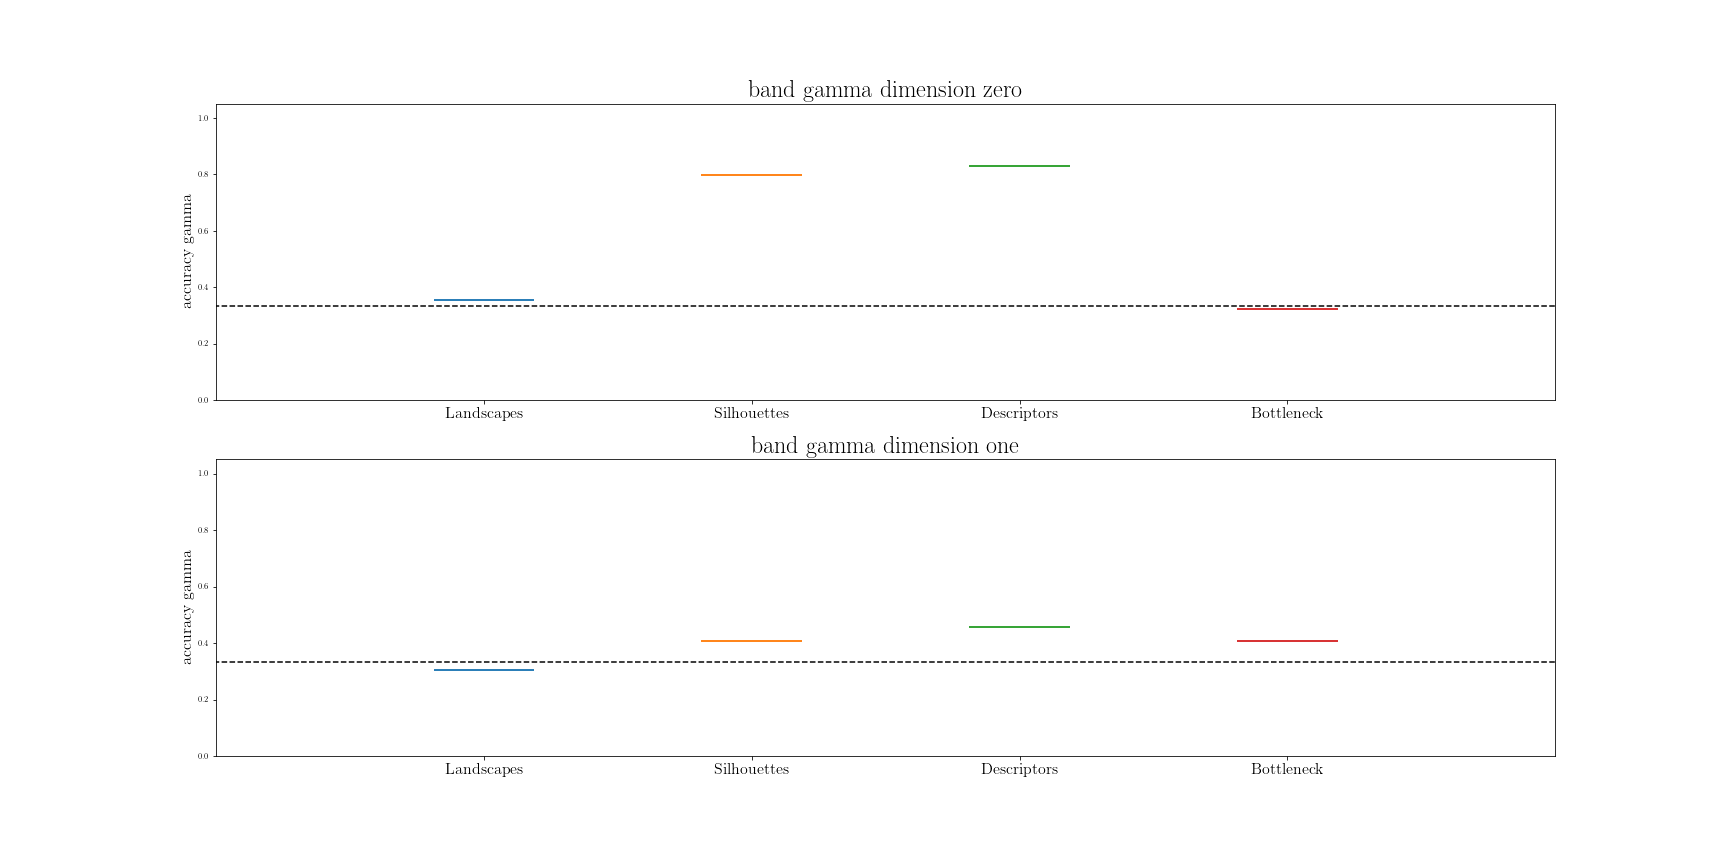 band gamma dimension zero
accuracy gamma
1.0
0.8
0.6
0.4
0.2
0.0
Landscapes Silhouettes Descriptors Bottleneck
band gamma dimension one
accuracy gamma
1.0
0.8
0.6
0.4
0.2
0.0
Landscapes Silhouettes Descriptors Bottleneck